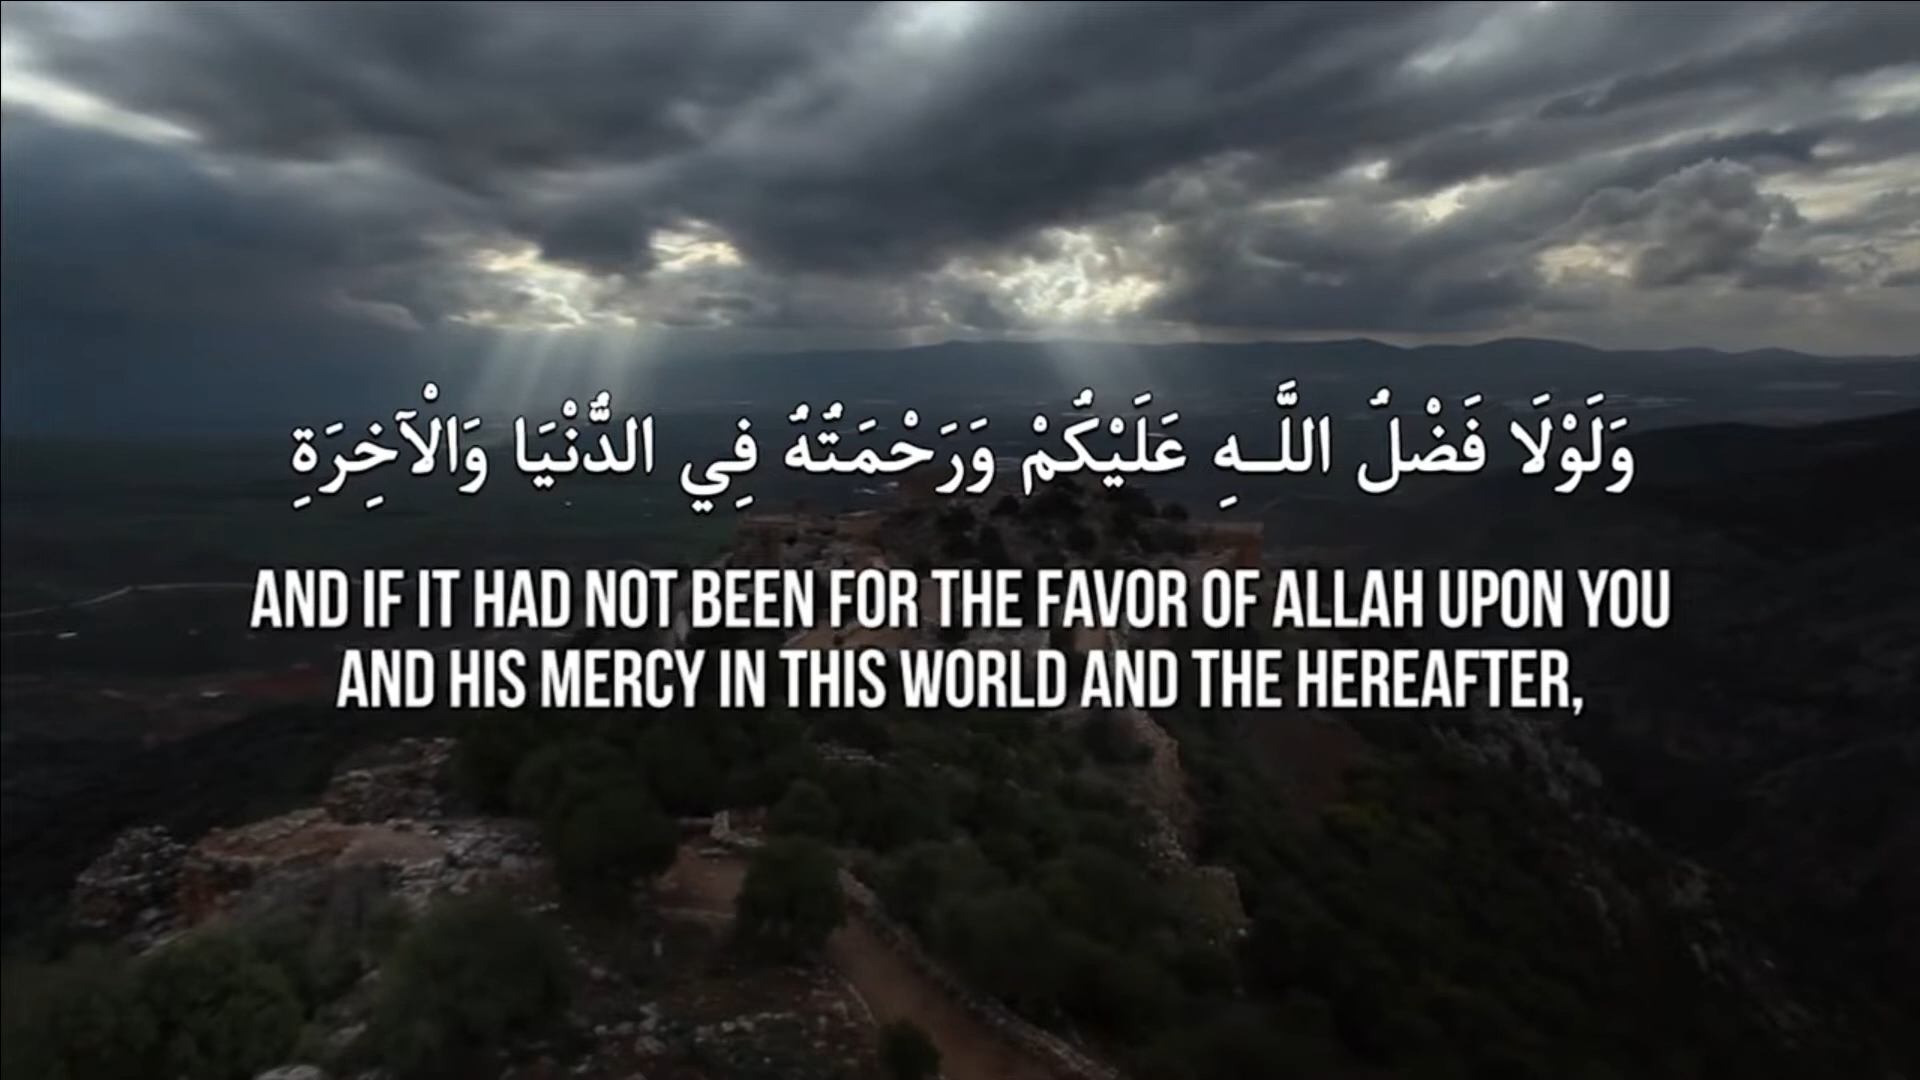 وَلَوْلَا فَضْلُ اللَّـهِ عَلَيْكُمْ وَرَحْمَتُهُ فِي الدُّنْيَا وَالْآخِرَةِ
AND IF IT HAD NOT BEEN FOR THE FAVOR OF ALLAH UPON YOU
AND HIS MERCY IN THIS WORLD AND THE HEREAFTER,